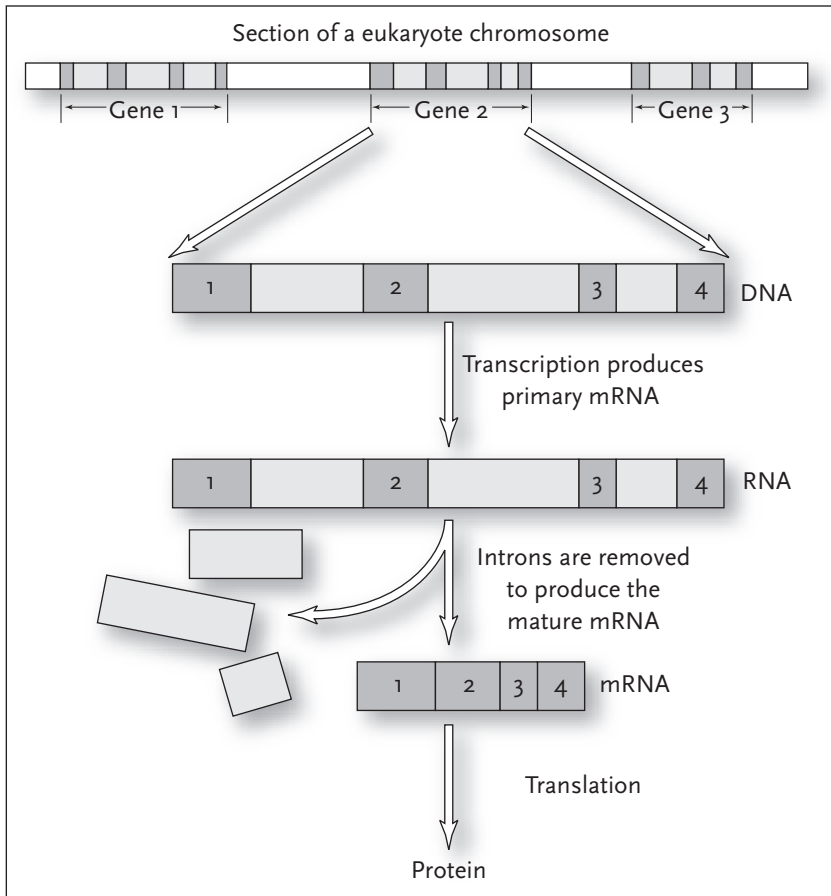 Section of a eukaryote chromosome
Gene 1 Gene 2 Gene 3
1 2 3 4 DNA
Transcription produces
primary mRNA
1 2 3 4 RNA
Introns are removed
to produce the
mature mRNA
1 2 3 4 mRNA
Translation
Protein